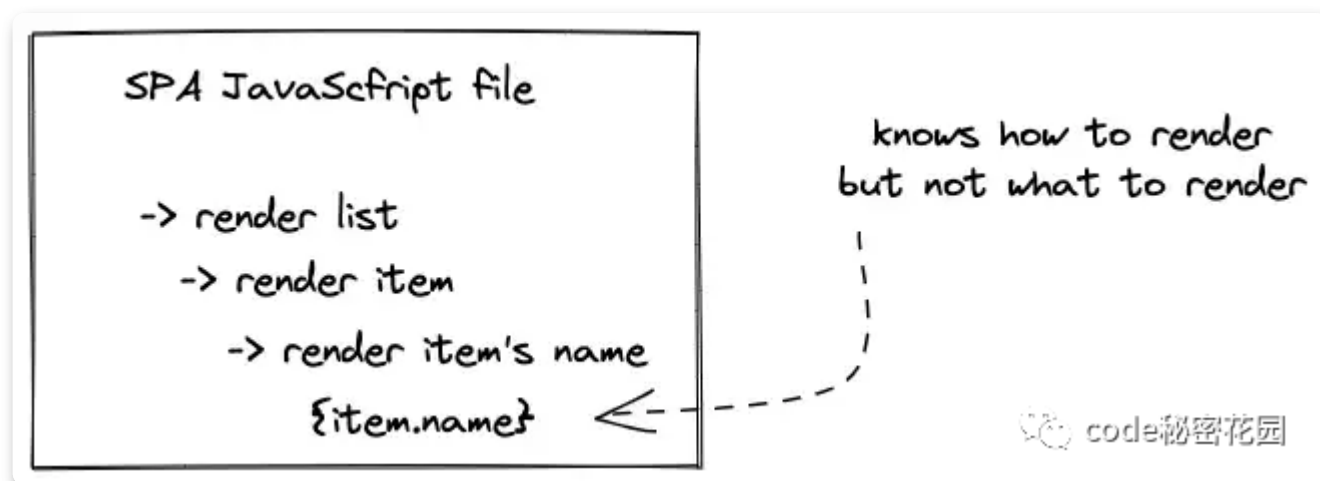 SPA JavaScfript file
-> render list
-> render item
-> render item's name
{item.name}
knows how to render
but not what to render
code秘密花园